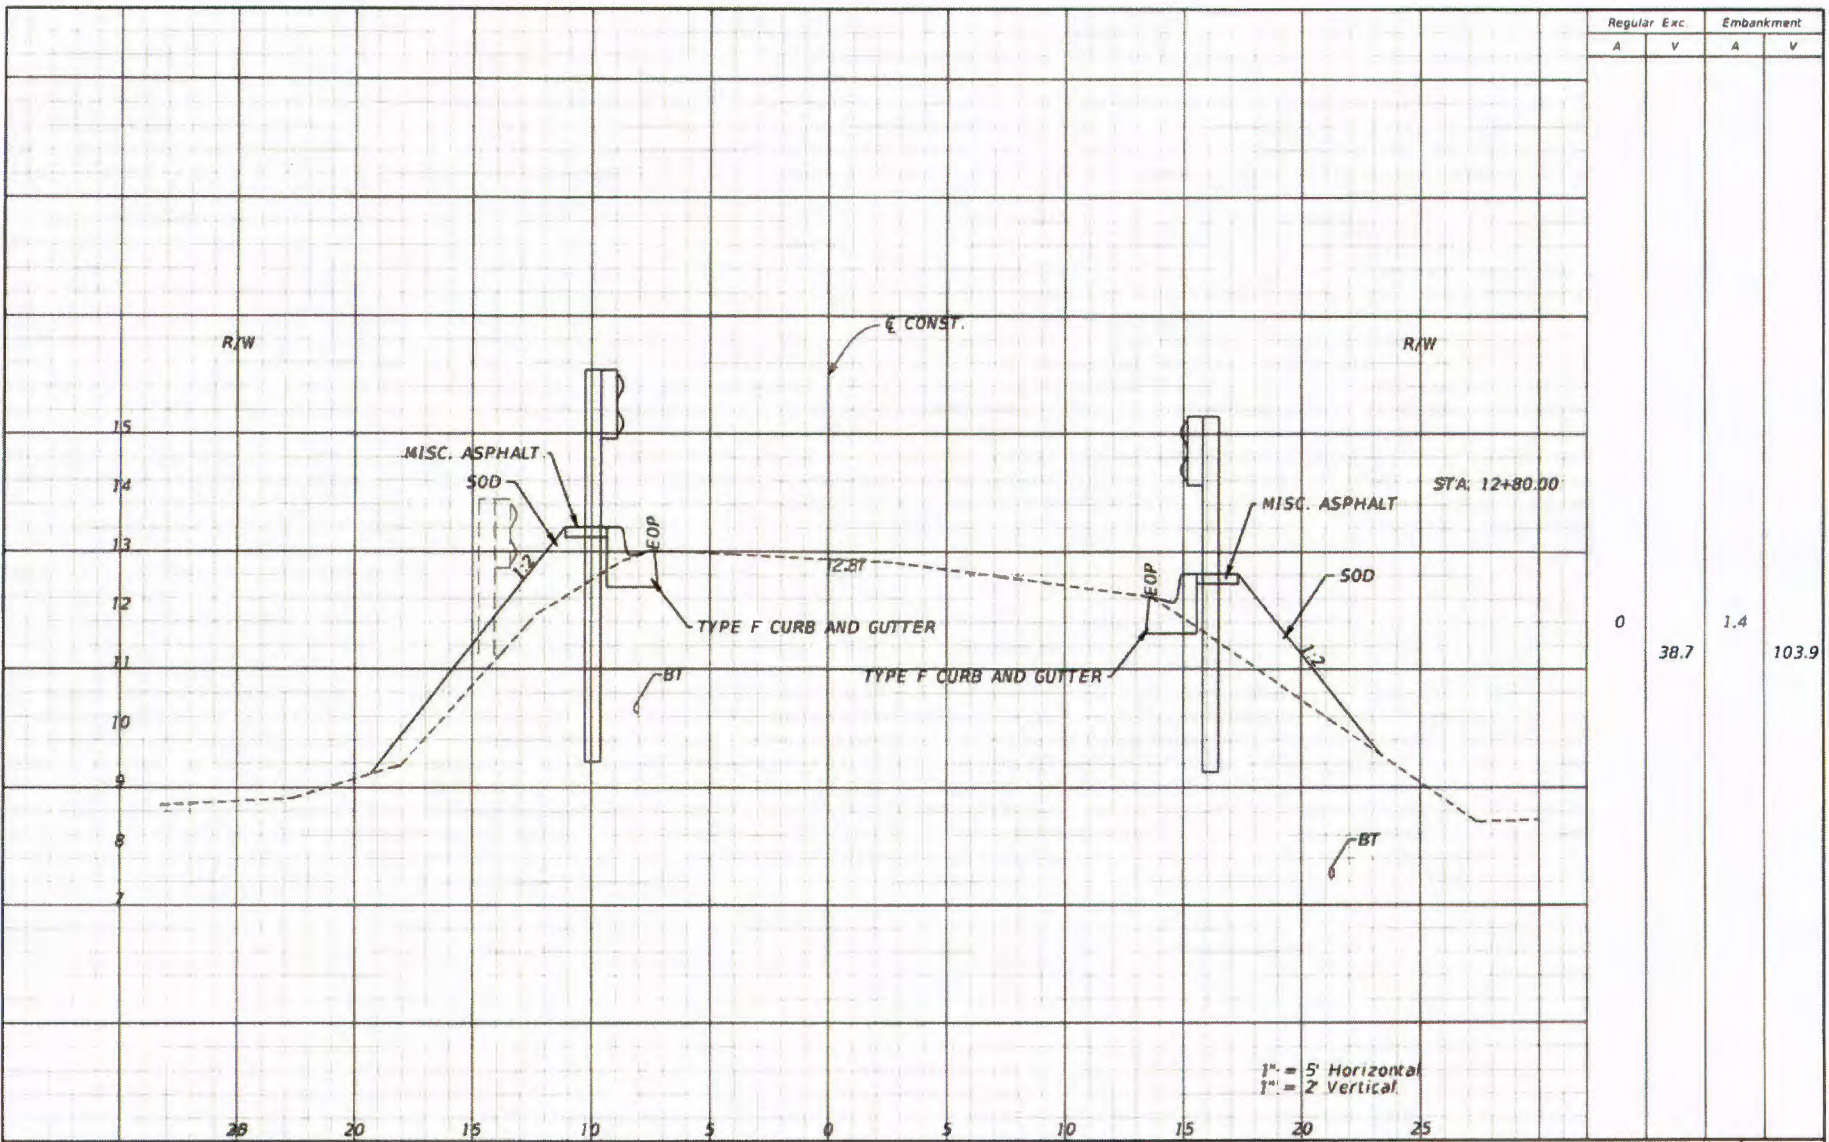 Regular Exc. Embankment
A V A V
℄ CONST.
R/W
R/W
15
MISC. ASPHALT
SOD
14
STA. 12+80.00
MISC. ASPHALT
13
EOP
1:2
12.87
EOP
SOD
12
TYPE F CURB AND GUTTER
0
1.4
1:2
38.7
103.9
11
BT
TYPE F CURB AND GUTTER
10
9
8
BT
7
1" = 5' Horizontal
1" = 2' Vertical
20 15 10 5 0 5 10 15 20 25